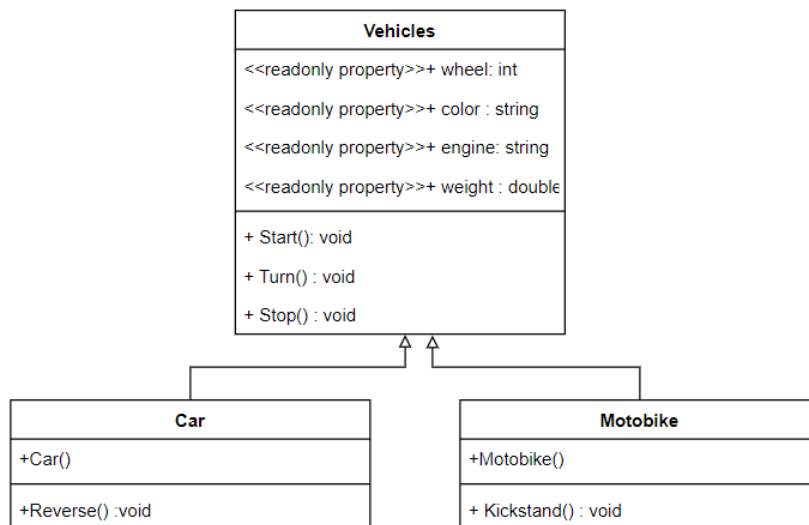 Vehicles
<<readonly property>>+ wheel: int
<<readonly property>>+ color : string
<<readonly property>>+ engine: string
<<readonly property>>+ weight : double
+ Start(): void
+ Turn() : void
+ Stop() : void
Car
+Car()
+Reverse() :void
Motobike
+Motobike()
+ Kickstand() : void